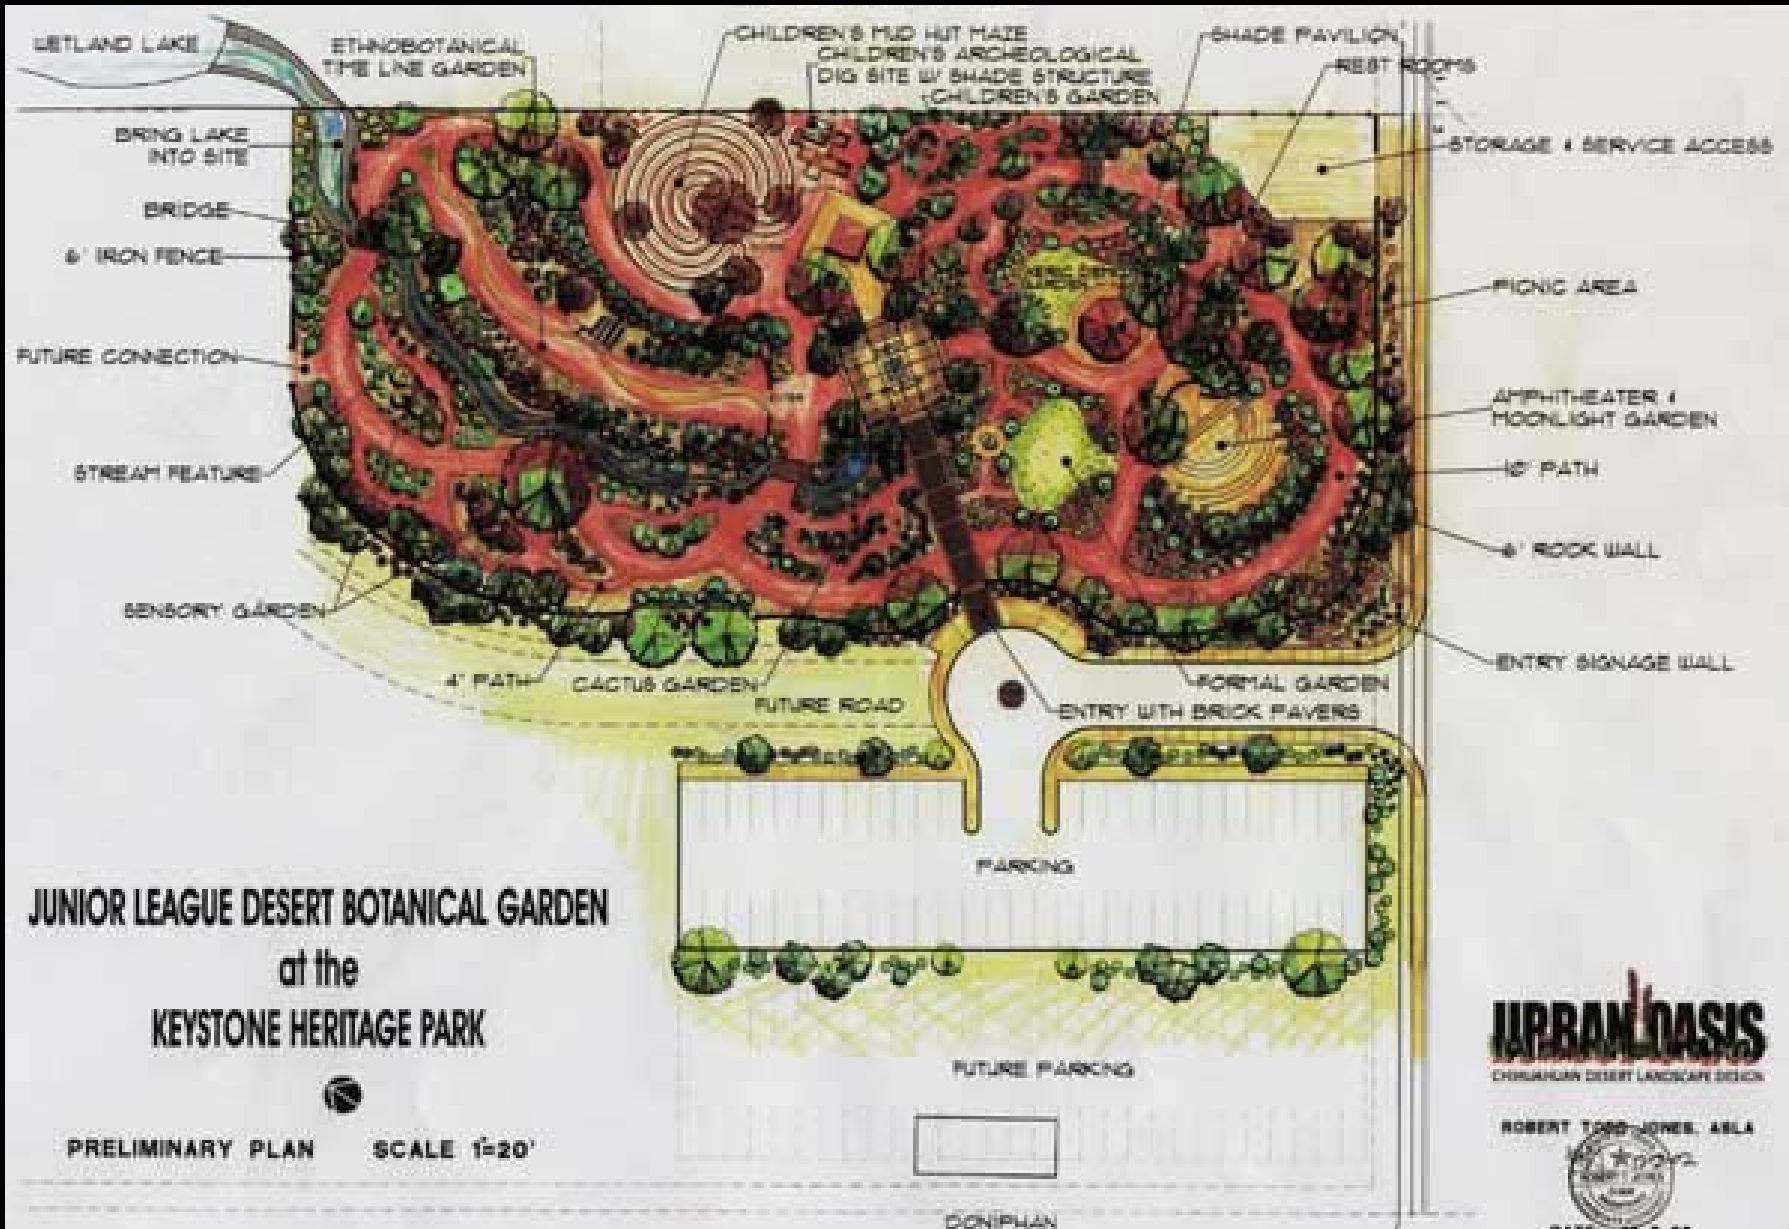 WETLAND LAKE
ETHNOBOTANICAL
TIME LINE GARDEN
CHILDREN'S MUD HUT MAZE
CHILDREN'S ARCHEOLOGICAL
DIG SITE W/ SHADE STRUCTURE
CHILDREN'S GARDEN
SHADE PAVILION
REST ROOMS
STORAGE & SERVICE ACCESS
BRING LAKE
INTO SITE
BRIDGE
6' IRON FENCE
FUTURE CONNECTION
STREAM FEATURE
SENSORY GARDEN
4' PATH
CACTUS GARDEN
FUTURE ROAD
PICNIC AREA
AMPHITHEATER &
MOONLIGHT GARDEN
10' PATH
6' ROCK WALL
ENTRY SIGNAGE WALL
FORMAL GARDEN
ENTRY WITH BRICK PAVERS
PARKING
JUNIOR LEAGUE DESERT BOTANICAL GARDEN
at the
KEYSTONE HERITAGE PARK
PRELIMINARY PLAN SCALE 1"=20'
FUTURE PARKING
DONIPHAN
URBAN OASIS
CHIHUAHUAN DESERT LANDSCAPE DESIGN
ROBERT TODD JONES, ASLA